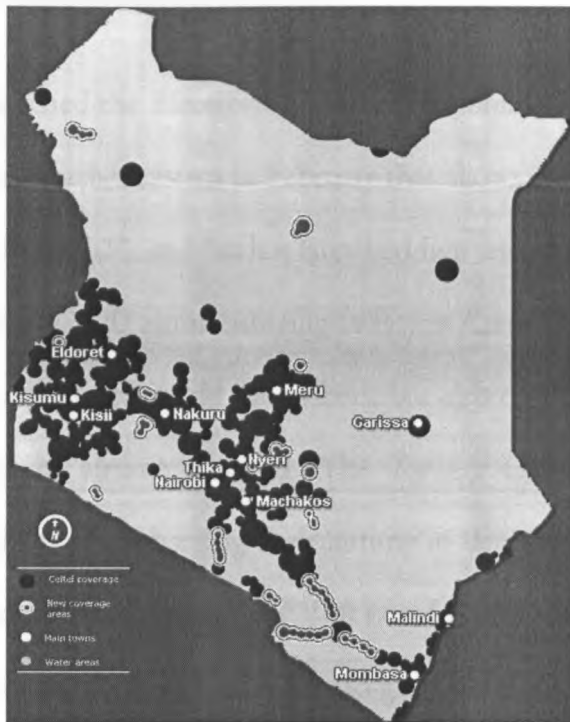 Eldoret
Kisumu
Kisii
Nakuru
Meru
Garissa
Nyeri
Thika
Nairobi
Machakos
Malindi
Mombasa
N
Celtel coverage
New coverage
areas
Main towns
Water areas